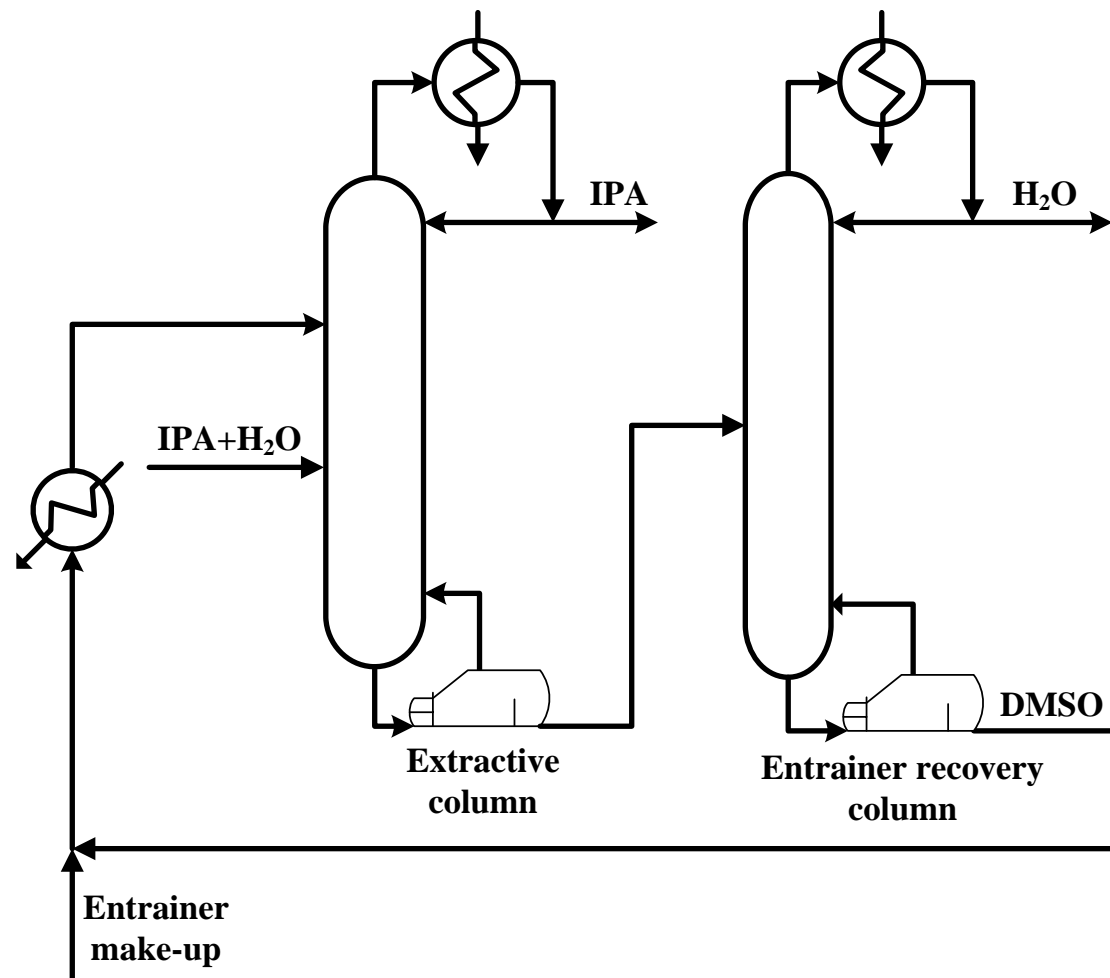 IPA
H₂O
IPA+H₂O
DMSO
Extractive
column
Entrainer recovery
column
Entrainer
make-up